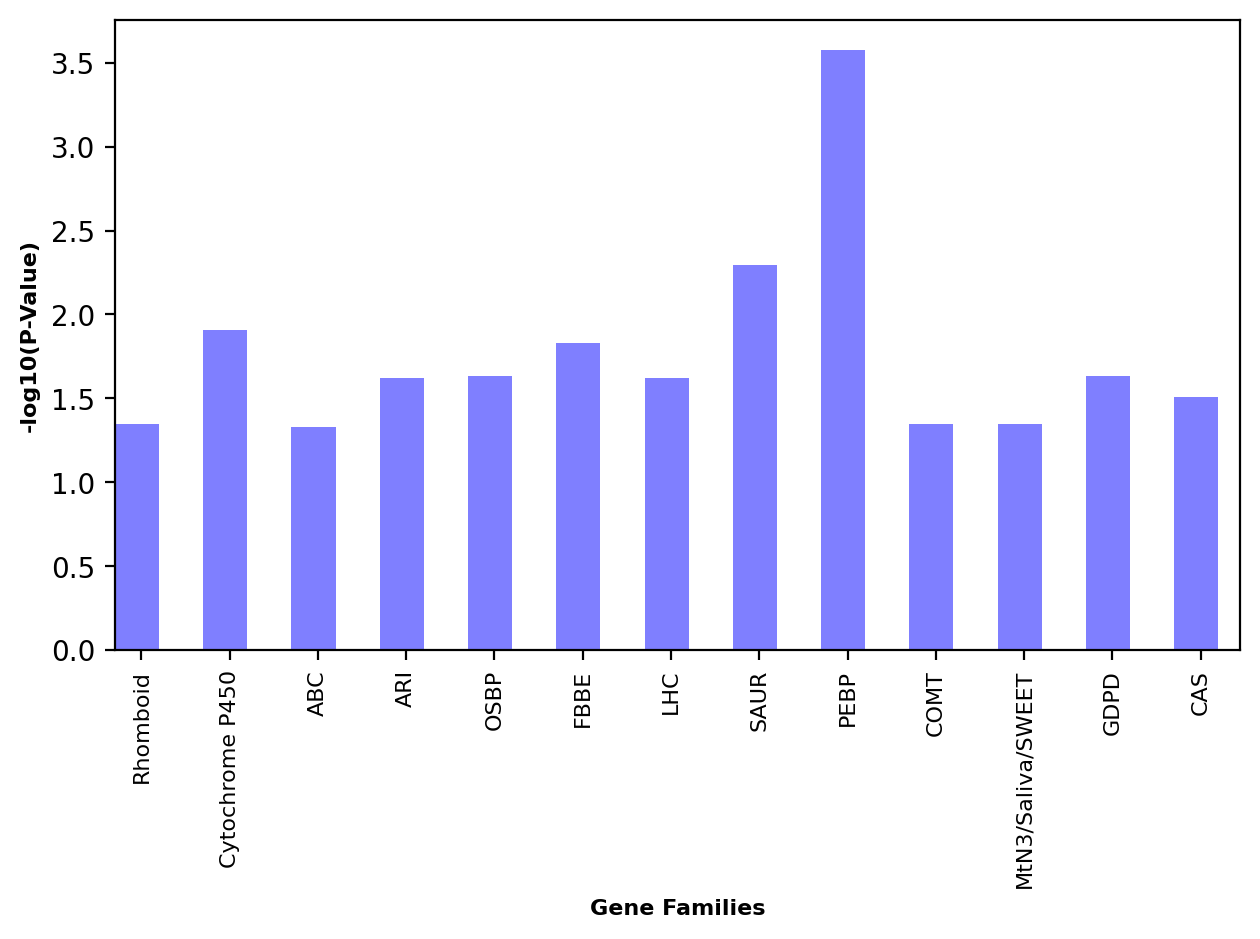 3.5
3.0
2.5
2.0
1.5
1.0
0.5
0.0
-log10(P-Value)
Rhomboid
Cytochrome P450
ABC
ARI
OSBP
FBBE
LHC
SAUR
PEBP
COMT
MtN3/Saliva/SWEET
GDPD
CAS
Gene Families